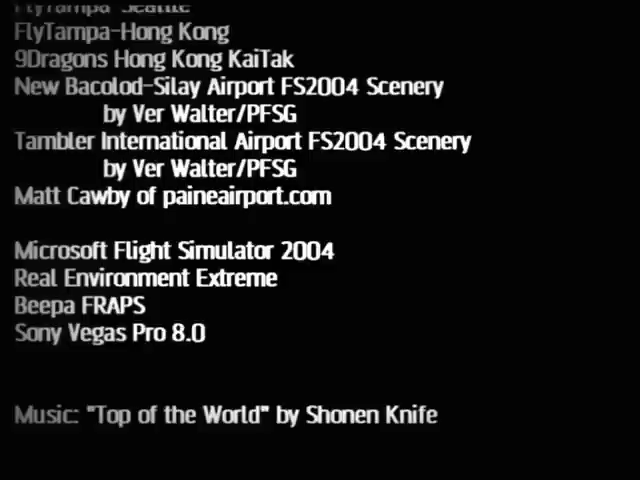 FlyTampa Seattle
FlyTampa-Hong Kong
9Dragons Hong Kong KaiTak
New Bacolod-Silay Airport FS2004 Scenery
by Ver Walter/PFSG
Tambler International Airport FS2004 Scenery
by Ver Walter/PFSG
Matt Cawby of paineairport.com
Microsoft Flight Simulator 2004
Real Environment Extreme
Beepa FRAPS
Sony Vegas Pro 8.0
Music: "Top of the World" by Shonen Knife